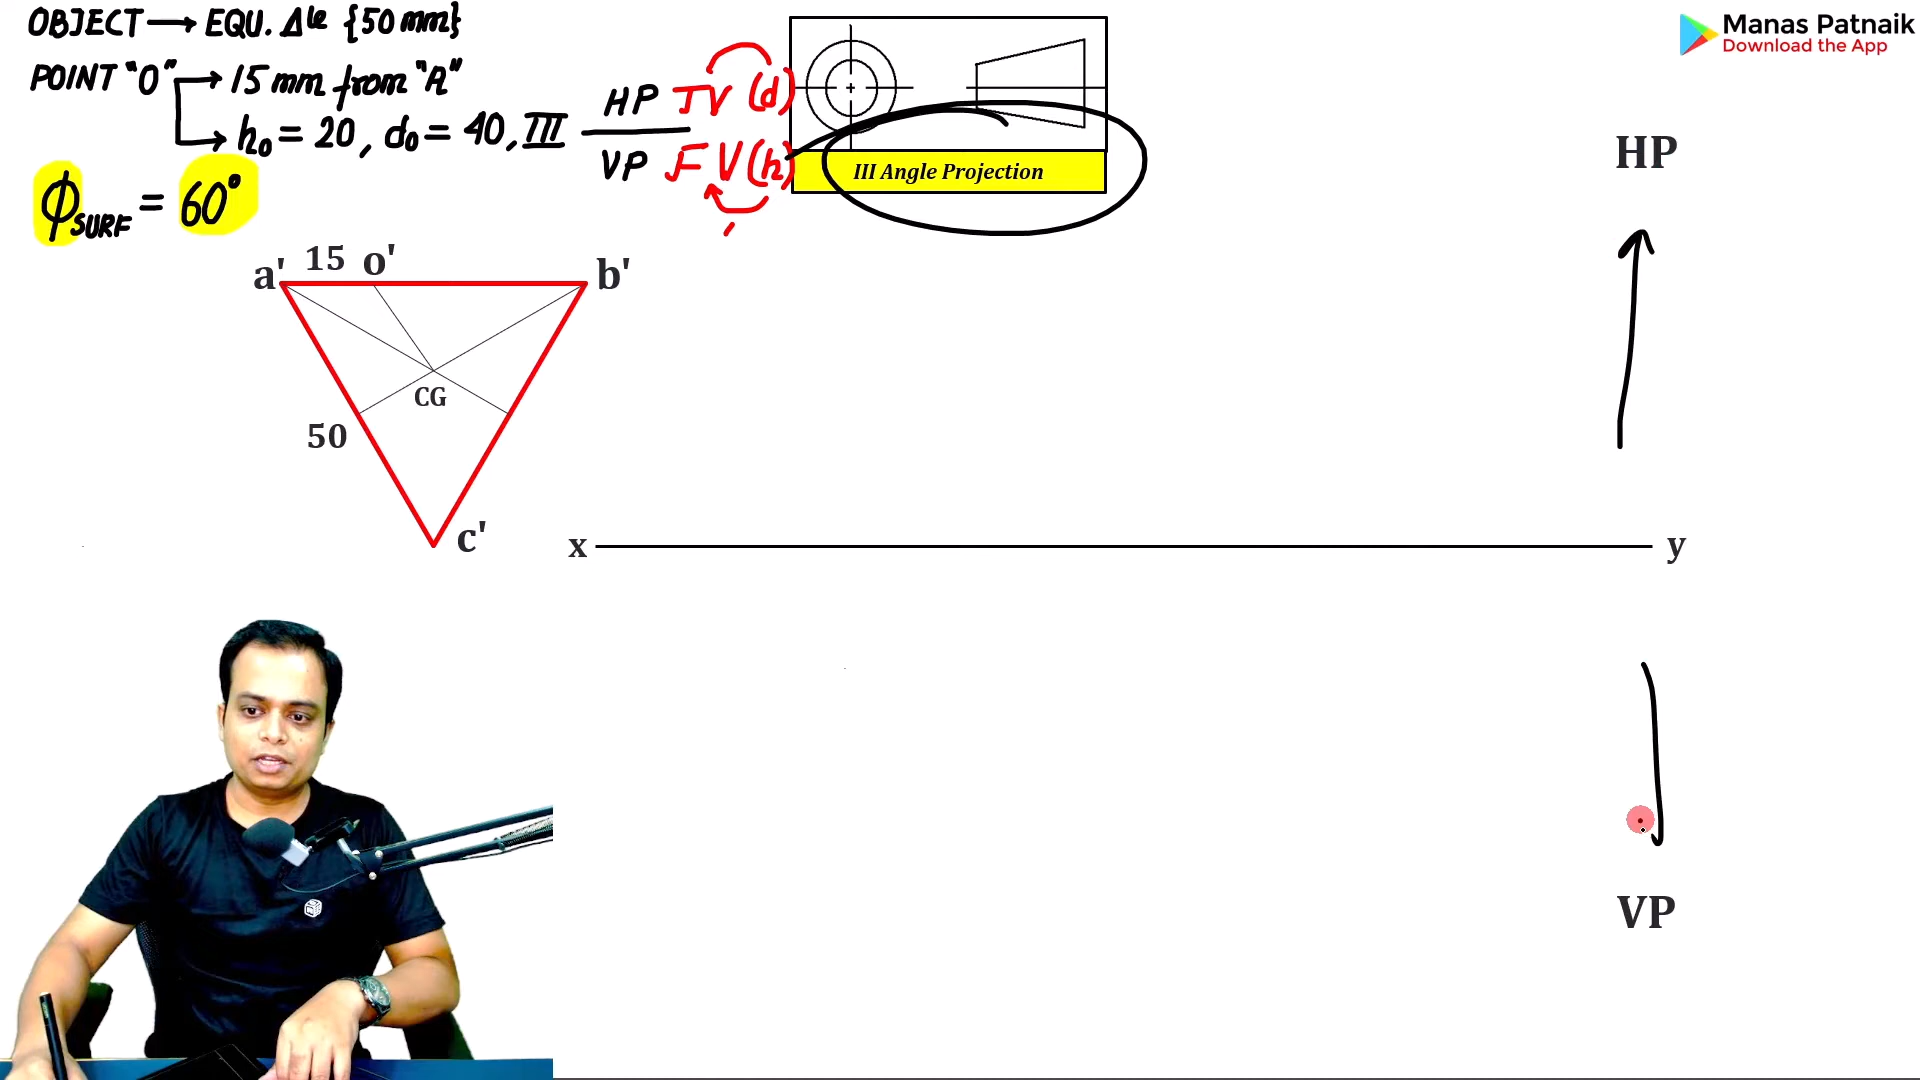 OBJECT → EQU. Δle {50 mm}
POINT "O" → 15 mm from "A"
→ h₀ = 20, d₀ = 40, III
HP TV (d)
VP FV (h)
ϕSURF = 60°
III Angle Projection
Manas Patnaik
Download the App
a' 15 o' b'
CG
50
c'
x y
HP
VP